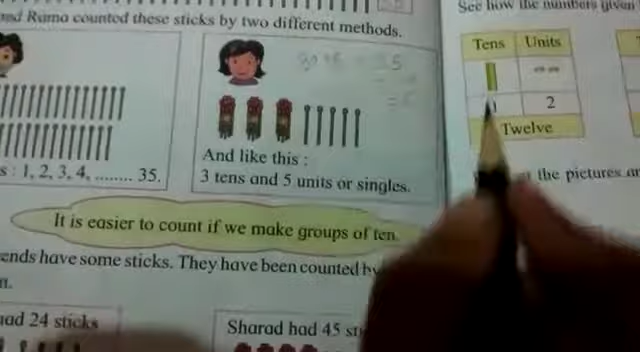 and Rama counted these sticks by two different methods.
See how the numbers given
: 1, 2, 3, 4, ........ 35.
And like this :
3 tens and 5 units or singles.
Tens Units
2
Twelve
the pictures
It is easier to count if we make groups of ten.
have some sticks. They have been counted
had 24 sticks
Sharad had 45